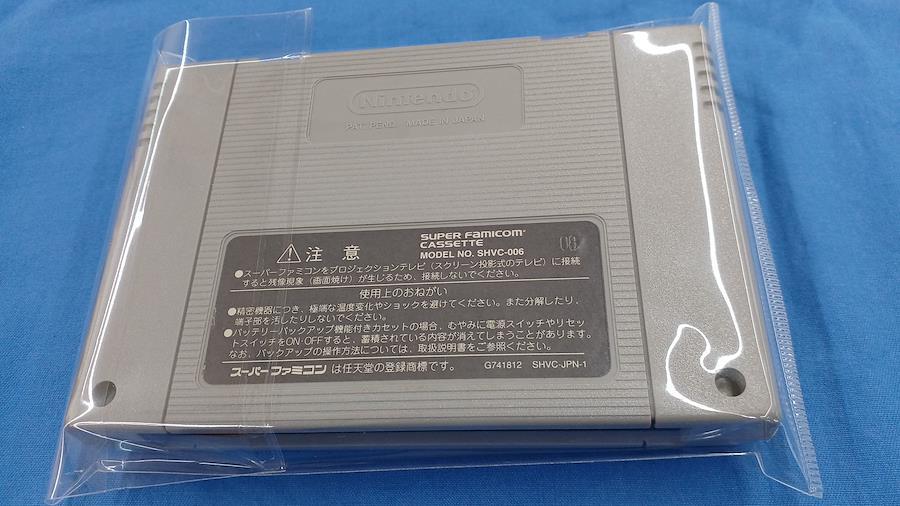 Nintendo
PAT. PEND. MADE IN JAPAN
⚠注 意
SUPER FAMICOM
CASSETTE
MODEL NO. SHVC-006
06
●スーパーファミコンをプロジェクションテレビ(スクリーン投影式のテレビ)に接続
すると残像現象(画面焼け)が生じるため、接続しないでください。
使用上のおねがい
●精密機器につき、極端な温度変化やショックを避けてください。また分解したり、
端子部を汚したりしないでください。
●バッテリーバックアップ機能付きカセットの場合、むやみに電源スイッチやリセッ
トスイッチをON・OFFすると、蓄積されている内容が消えてしまうことがあります。
なお、バックアップの操作方法については、取扱説明書をご参照ください。
スーパーファミコンは任天堂の登録商標です。
G741812 SHVC-JPN-1